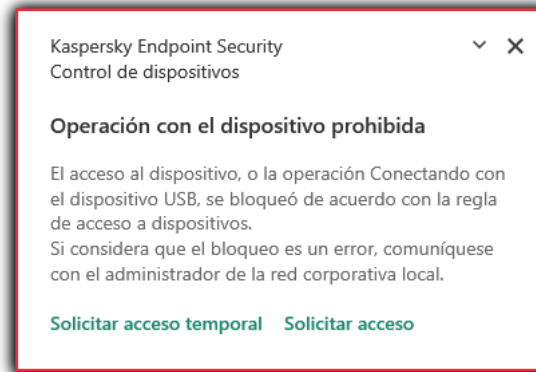 Kaspersky Endpoint Security
Control de dispositivos
Operación con el dispositivo prohibida
El acceso al dispositivo, o la operación Conectando con
el dispositivo USB, se bloqueó de acuerdo con la regla
de acceso a dispositivos.
Si considera que el bloqueo es un error, comuníquese
con el administrador de la red corporativa local.
Solicitar acceso temporal Solicitar acceso